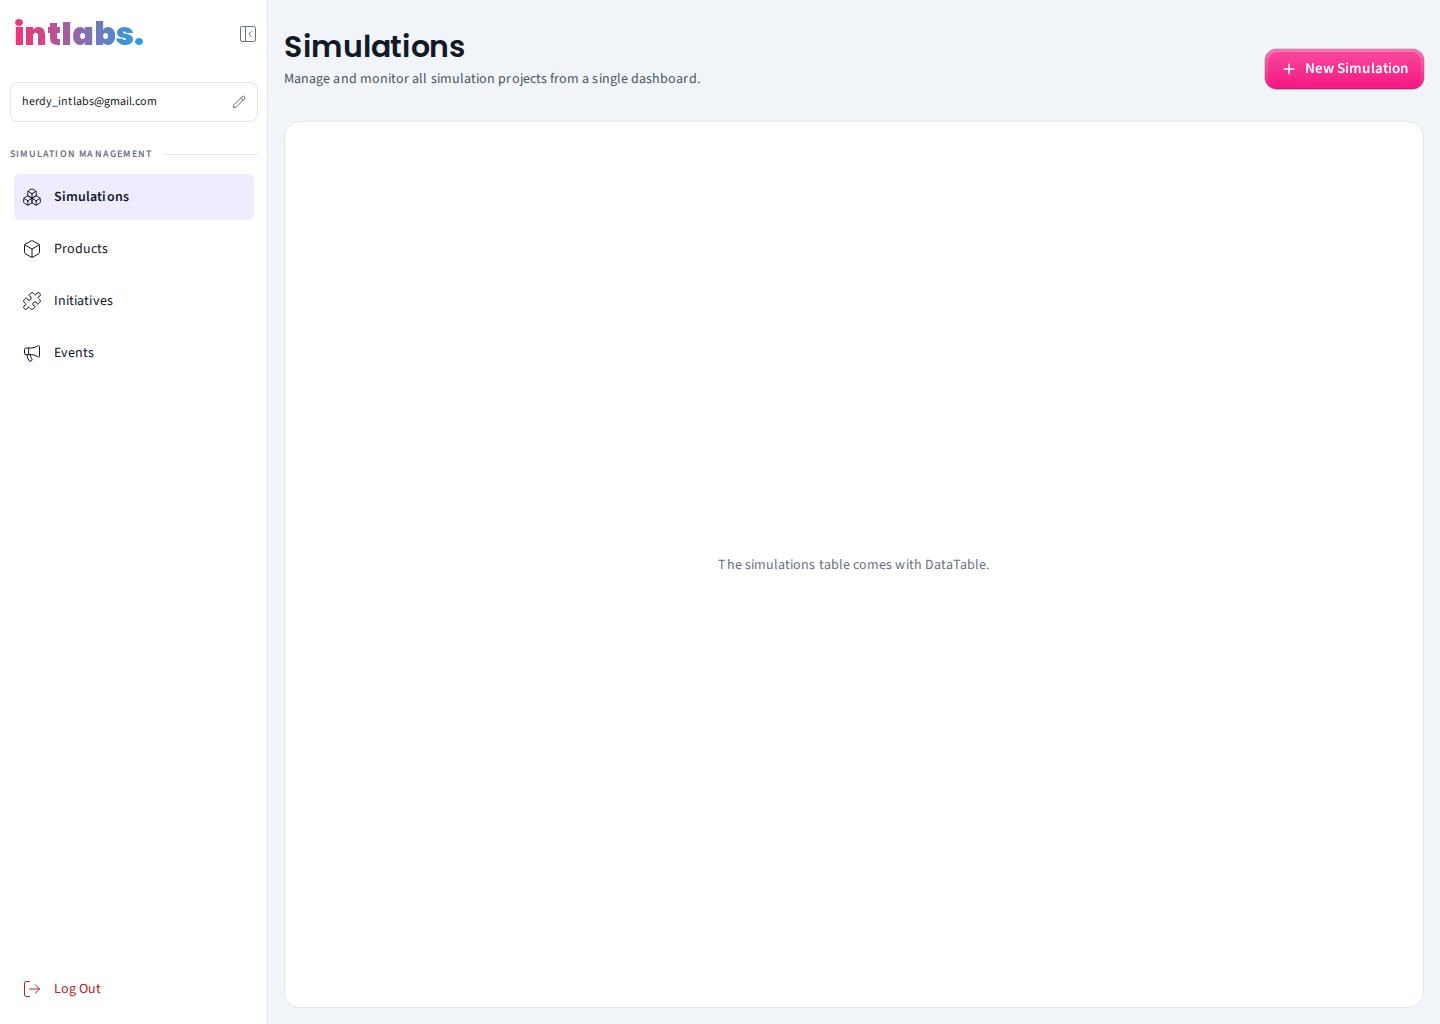 intlabs.
herdy_intlabs@gmail.com
SIMULATION MANAGEMENT
Simulations
Products
Initiatives
Events
Log Out
Simulations
Manage and monitor all simulation projects from a single dashboard.
New Simulation
The simulations table comes with DataTable.